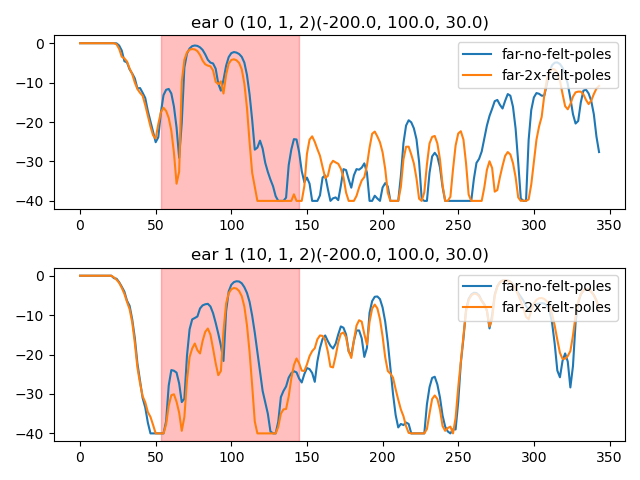 ear 0 (10, 1, 2)(-200.0, 100.0, 30.0)
0
−10
−20
−30
−40
far-no-felt-poles
far-2x-felt-poles
0 50 100 150 200 250 300 350
ear 1 (10, 1, 2)(-200.0, 100.0, 30.0)
0
−10
−20
−30
−40
far-no-felt-poles
far-2x-felt-poles
0 50 100 150 200 250 300 350